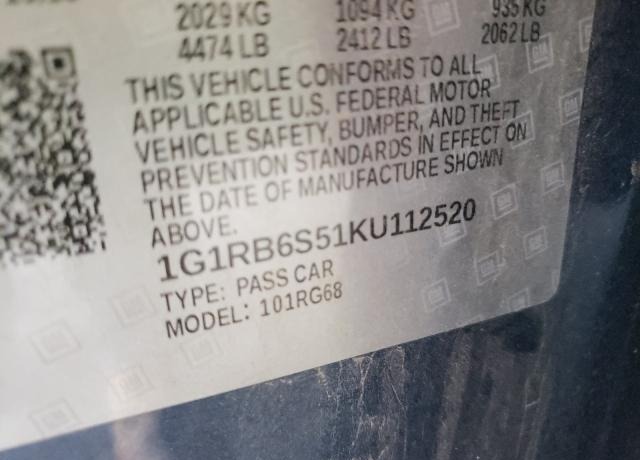 2029 KG 1094 KG 935 KG
4474 LB 2412 LB 2062 LB
THIS VEHICLE CONFORMS TO ALL
APPLICABLE U.S. FEDERAL MOTOR
VEHICLE SAFETY, BUMPER, AND THEFT
PREVENTION STANDARDS IN EFFECT ON
THE DATE OF MANUFACTURE SHOWN
ABOVE.
1G1RB6S51KU112520
TYPE: PASS CAR
MODEL: 101RG68